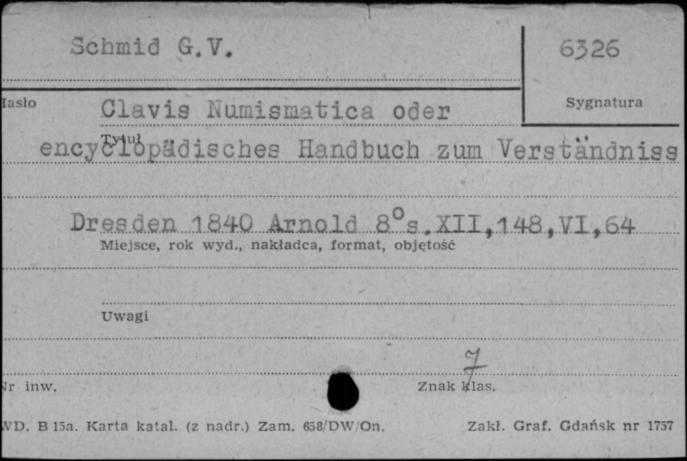 Schmid G.V.
6326
Hasło
Sygnatura
Clavis Numismatica oder
Tytuł
encyclopädisches Handbuch zum Verständniss
Dresden 1840 Arnold 8° s.XII,148,VI,64
Miejsce, rok wyd., nakładca, format, objętość
Uwagi
7
Nr inw.
Znak klas.
WD. B 15a. Karta katal. (z nadr.) Zam. 658/DW/On.
Zakł. Graf. Gdańsk nr 1757